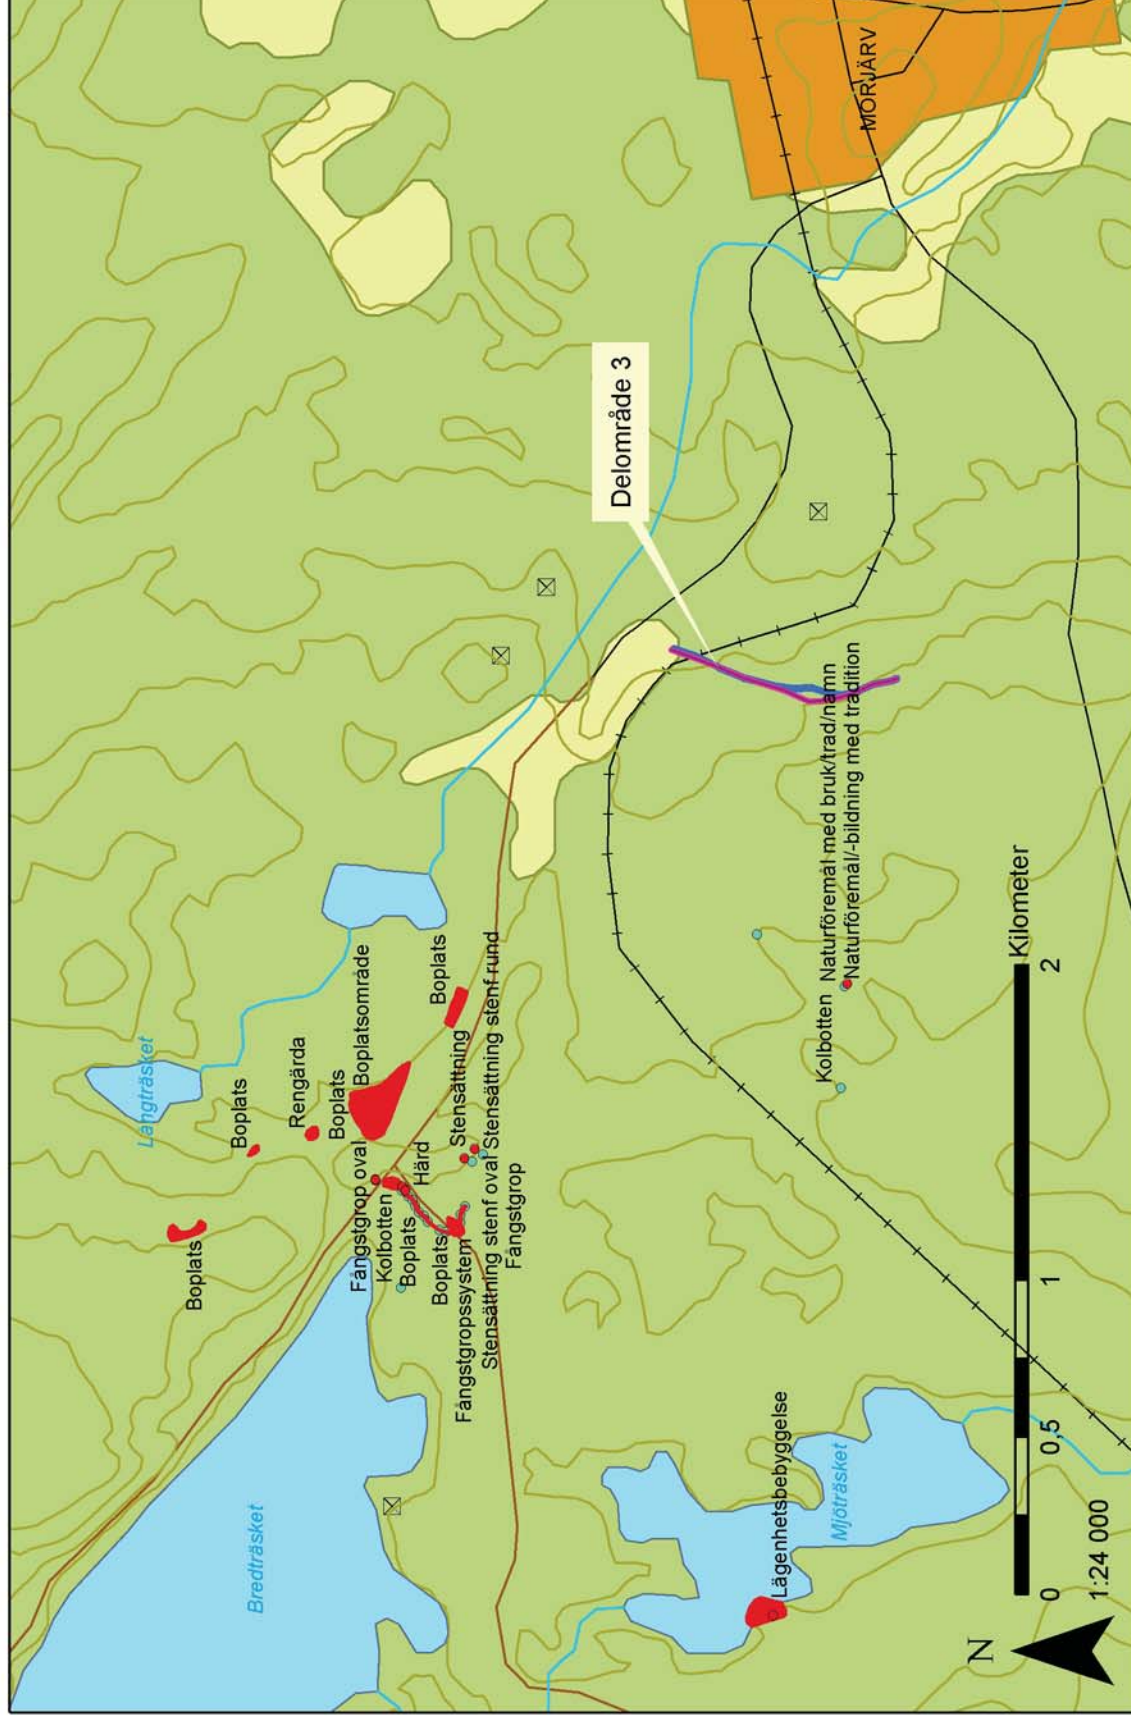 Långträsket
Boplats
Boplats
Rengärda
Boplats
Boplatsområde
Fångstgrop oval
Kolbotten
Boplats
Härd
Boplats
Boplats
Fångstgropssystem
Stensättning
Stensättning stenf oval
Stensättning stenf rund
Fångstgrop
Bredträsket
Delområde 3
MORJÄRV
Kolbotten
Naturföremål med bruk/trad/namn
Naturföremål/-bildning med tradition
Lägenhetsbebyggelse
Mjöträsket
N
0 0,5 1 2
Kilometer
1:24 000